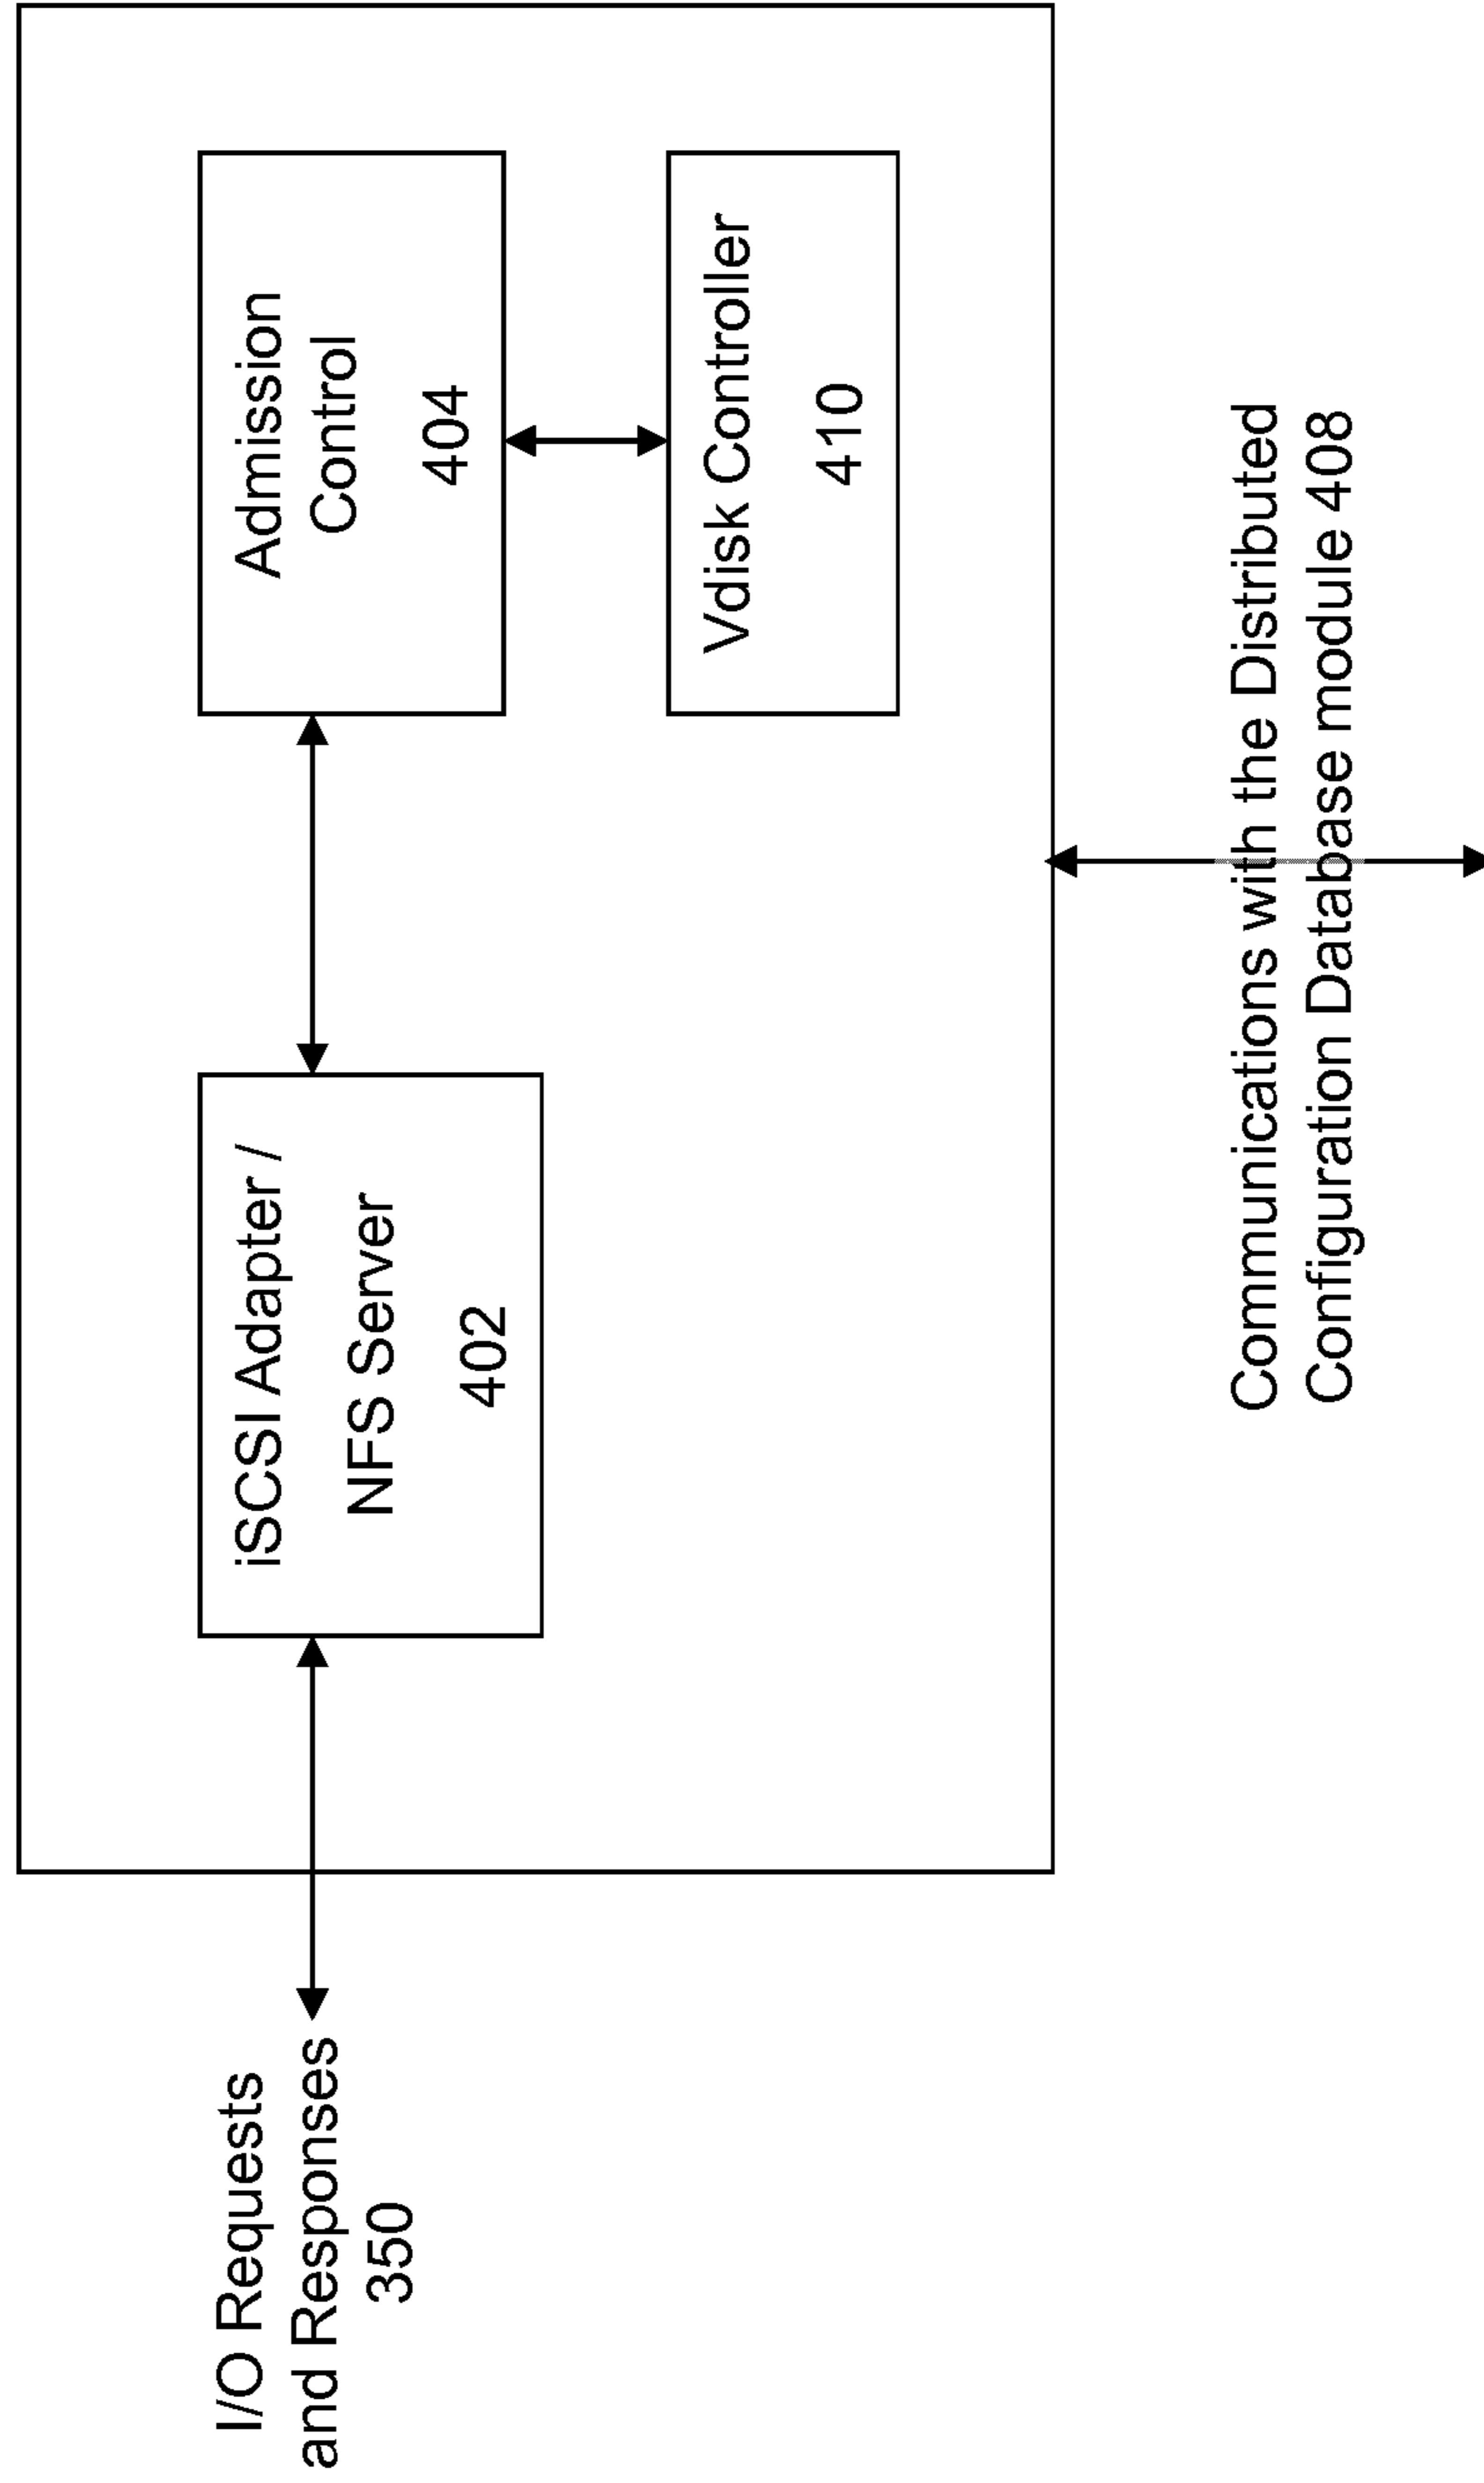 I/O Requests
and Responses
350
iSCSI Adapter /
NFS Server
402
Admission
Control
404
Vdisk Controller
410
Communications with the Distributed
Configuration Database module 408